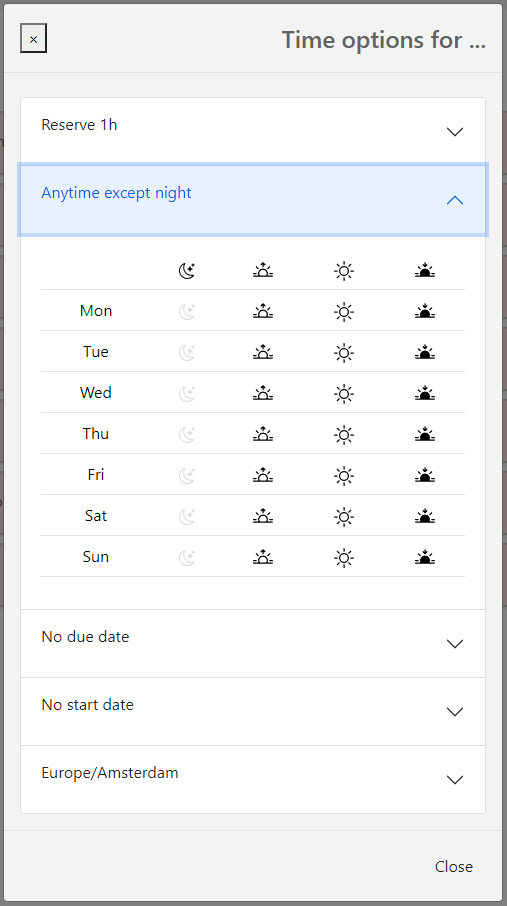 ×
Time options for ...
Reserve 1h
Anytime except night
Mon
Tue
Wed
Thu
Fri
Sat
Sun
No due date
No start date
Europe/Amsterdam
Close